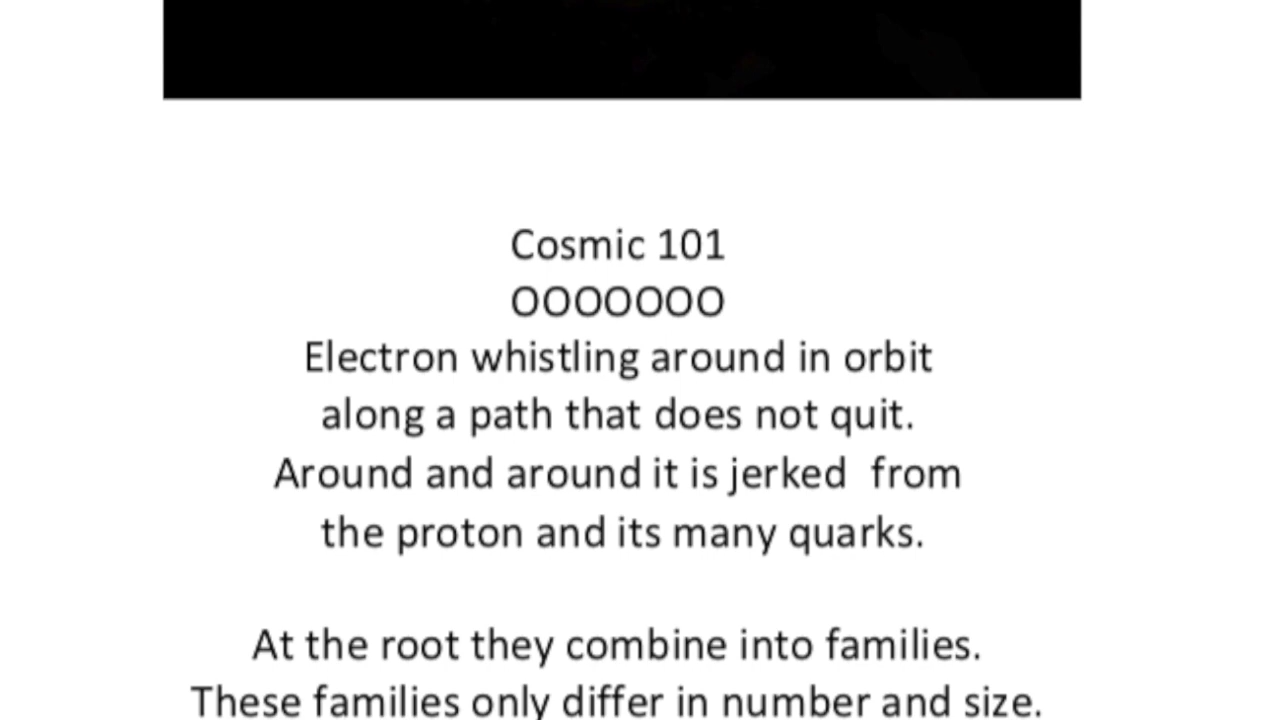 Cosmic 101
OOOOOOO
Electron whistling around in orbit
along a path that does not quit.
Around and around it is jerked  from
the proton and its many quarks.
At the root they combine into families.
These families only differ in number and size.